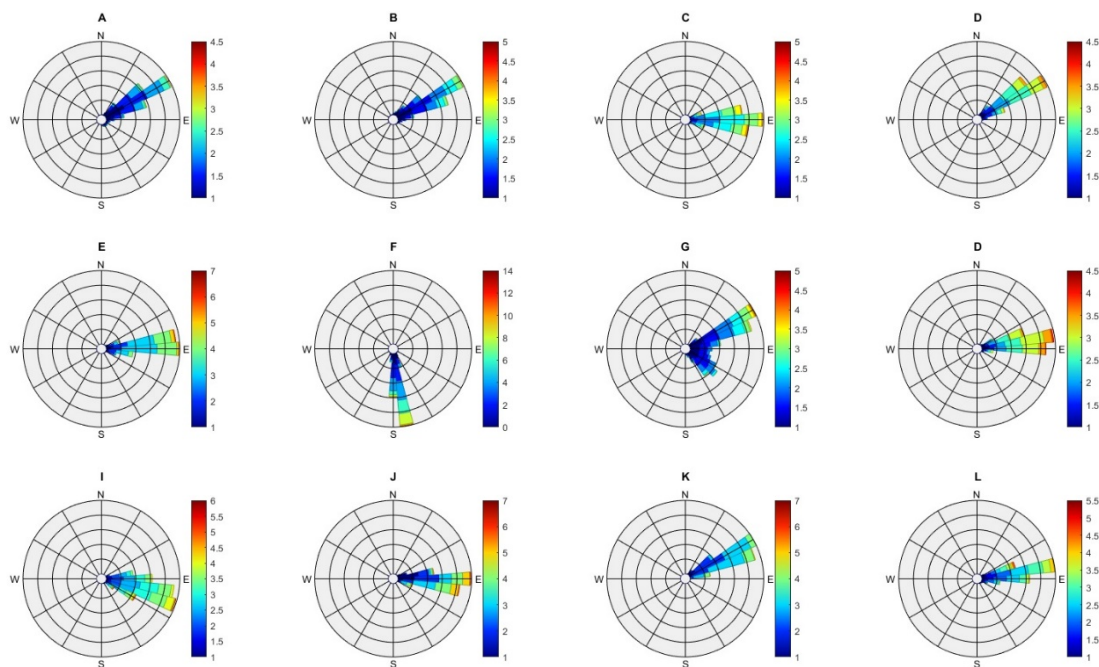 A B C D
N N N N
W E W E W E W E
S S S S
4.5 4 3.5 3 2.5 2 1.5 1
5 4.5 4 3.5 3 2.5 2 1.5 1
5 4.5 4 3.5 3 2.5 2 1.5 1
4.5 4 3.5 3 2.5 2 1.5 1
E F G D
N N N N
W E W E W E W E
S S S S
7 6 5 4 3 2 1
14 12 10 8 6 4 2 0
5 4.5 4 3.5 3 2.5 2 1.5 1
4.5 4 3.5 3 2.5 2 1.5 1
I J K L
N N N N
W E W E W E W E
S S S S
6 5.5 5 4.5 4 3.5 3 2.5 2 1.5 1
7 6 5 4 3 2 1
7 6 5 4 3 2 1
5.5 5 4.5 4 3.5 3 2.5 2 1.5 1